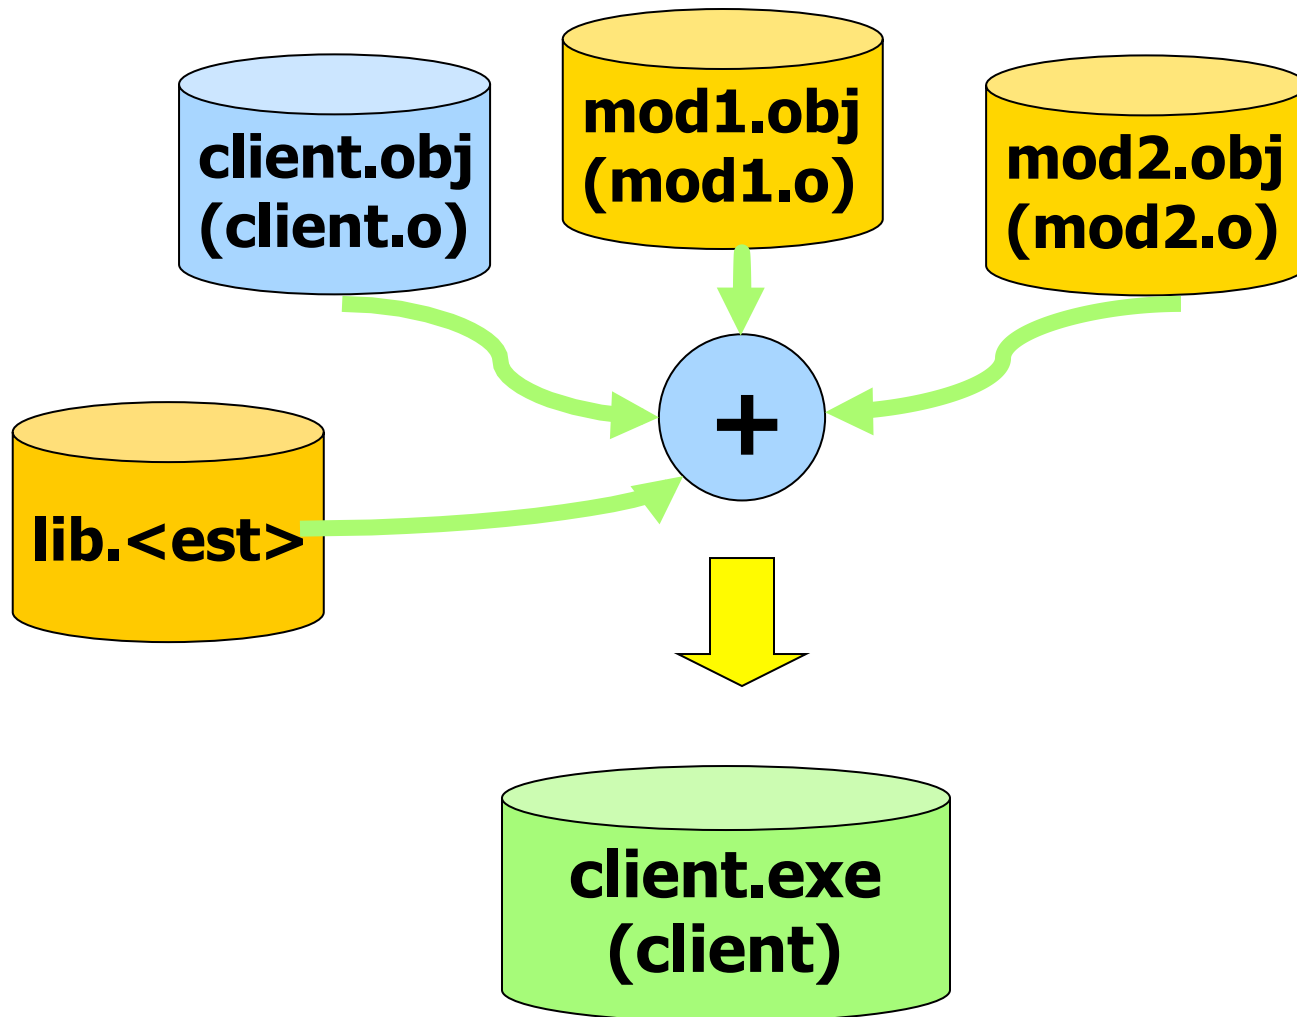 client.obj
(client.o)
mod1.obj
(mod1.o)
mod2.obj
(mod2.o)
+
lib.<est>
client.exe
(client)